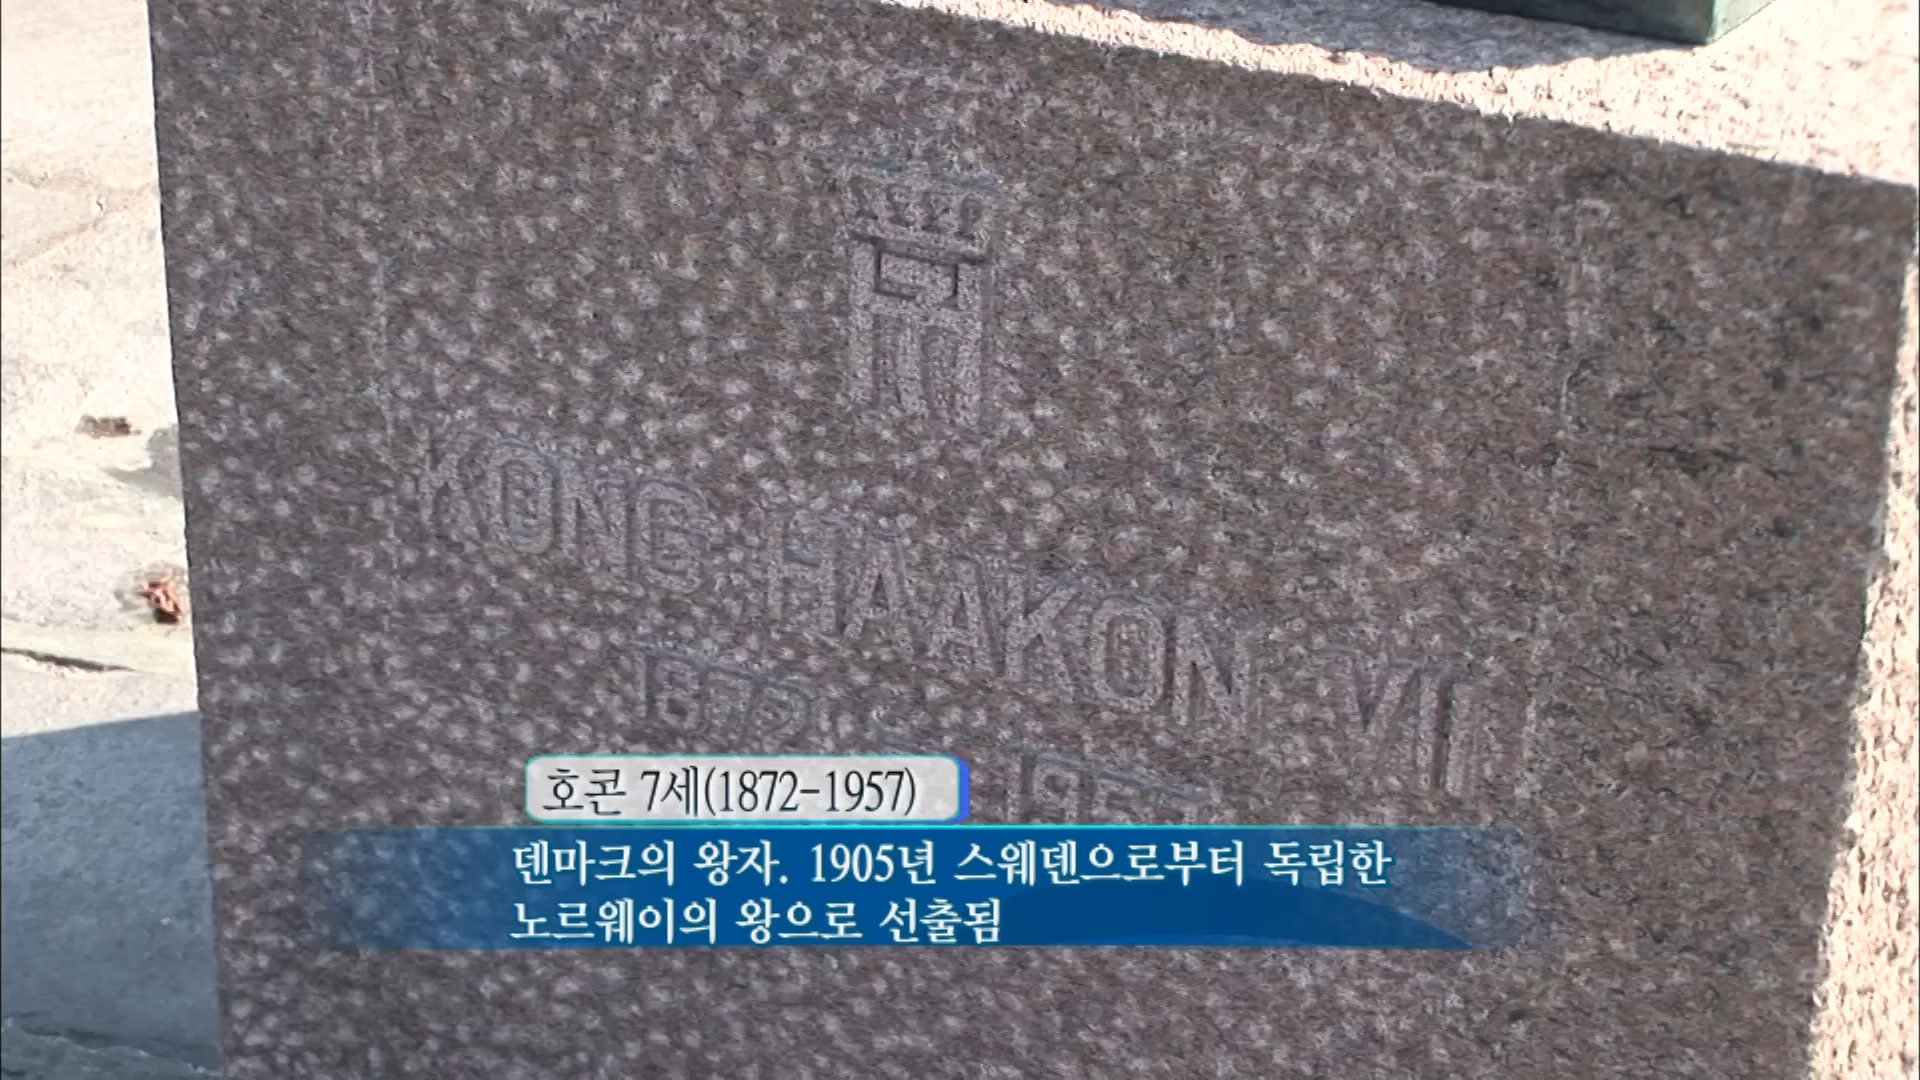 KONG HAAKON VII
1872 - 1957
호콘 7세(1872-1957)
덴마크의 왕자. 1905년 스웨덴으로부터 독립한
노르웨이의 왕으로 선출됨